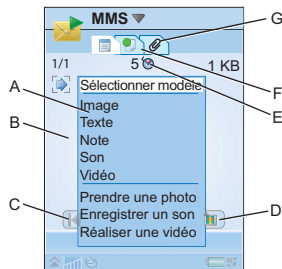 MMS
G
1/1
5
1 KB
F
E
Sélectionner modèle
A
Image
Texte
B
Note
Son
Vidéo
C
Prendre une photo
D
Enregistrer un son
Réaliser une vidéo